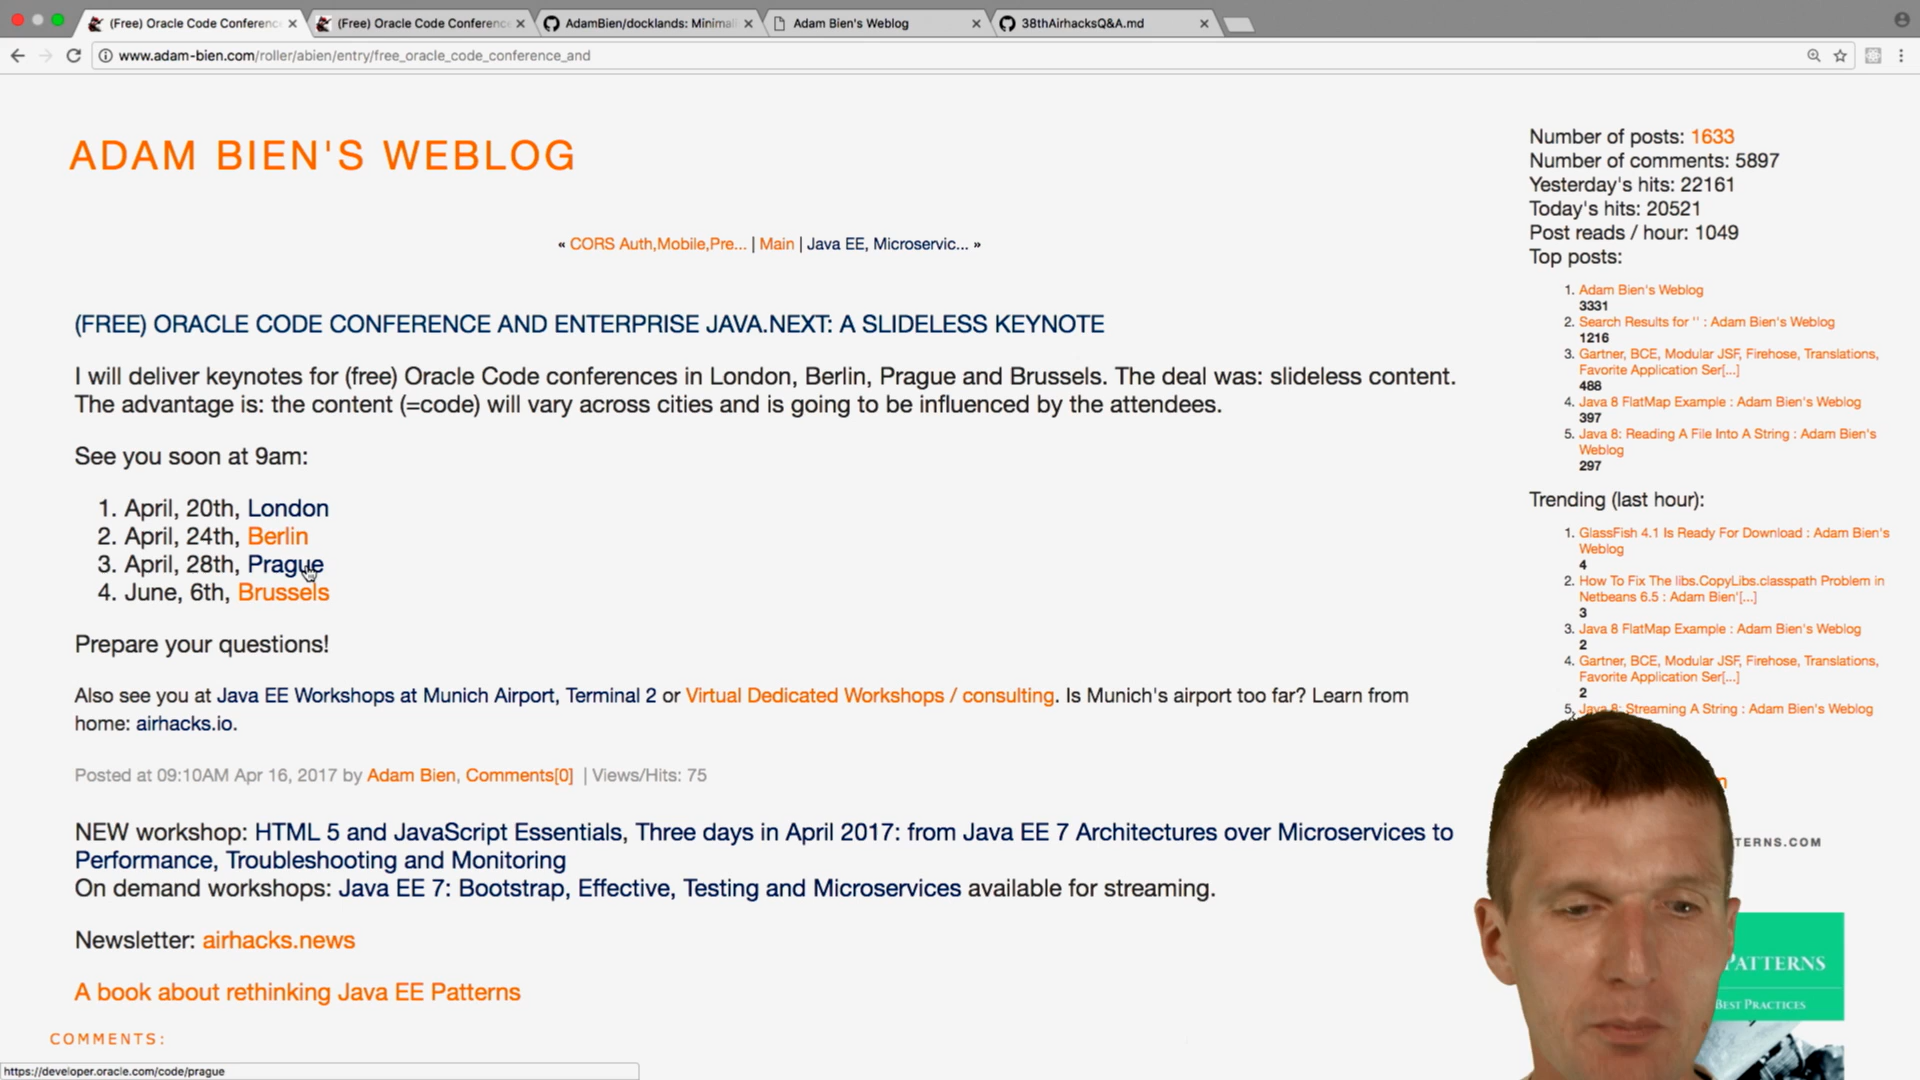 (Free) Oracle Code Conference
(Free) Oracle Code Conference
AdamBien/docklands: Minimal
Adam Bien's Weblog
38thAirhacksQ&A.md
www.adam-bien.com/roller/abien/entry/free_oracle_code_conference_and
ADAM BIEN'S WEBLOG
« CORS Auth,Mobile,Pre... | Main | Java EE, Microservic... »
(FREE) ORACLE CODE CONFERENCE AND ENTERPRISE JAVA.NEXT: A SLIDELESS KEYNOTE
I will deliver keynotes for (free) Oracle Code conferences in London, Berlin, Prague and Brussels. The deal was: slideless content.
The advantage is: the content (=code) will vary across cities and is going to be influenced by the attendees.
See you soon at 9am:
1. April, 20th, London
2. April, 24th, Berlin
3. April, 28th, Prague
4. June, 6th, Brussels
Prepare your questions!
Also see you at Java EE Workshops at Munich Airport, Terminal 2 or Virtual Dedicated Workshops / consulting. Is Munich's airport too far? Learn from
home: airhacks.io.
Posted at 09:10AM Apr 16, 2017 by Adam Bien, Comments[0] | Views/Hits: 75
NEW workshop: HTML 5 and JavaScript Essentials, Three days in April 2017: from Java EE 7 Architectures over Microservices to
Performance, Troubleshooting and Monitoring
On demand workshops: Java EE 7: Bootstrap, Effective, Testing and Microservices available for streaming.
Newsletter: airhacks.news
A book about rethinking Java EE Patterns
COMMENTS:
https://developer.oracle.com/code/prague
Number of posts: 1633
Number of comments: 5897
Yesterday's hits: 22161
Today's hits: 20521
Post reads / hour: 1049
Top posts:
1. Adam Bien's Weblog
3331
2. Search Results for '' : Adam Bien's Weblog
1216
3. Gartner, BCE, Modular JSF, Firehose, Translations,
Favorite Application Ser[...]
488
4. Java 8 FlatMap Example : Adam Bien's Weblog
397
5. Java 8: Reading A File Into A String : Adam Bien's
Weblog
297
Trending (last hour):
1. GlassFish 4.1 Is Ready For Download : Adam Bien's
Weblog
4
2. How To Fix The libs.CopyLibs.classpath Problem in
Netbeans 6.5 : Adam Bien'[...]
3
3. Java 8 FlatMap Example : Adam Bien's Weblog
2
4. Gartner, BCE, Modular JSF, Firehose, Translations,
Favorite Application Ser[...]
2
5. Java 8: Streaming A String : Adam Bien's Weblog
TERNS.COM
PATTERNS
BEST PRACTICES